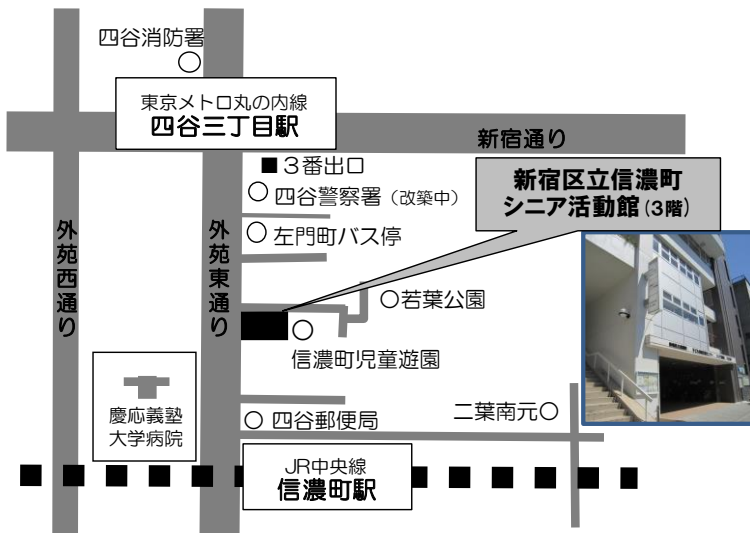 四谷消防署
東京メトロ丸の内線
四谷三丁目駅
新宿通り
■３番出口
四谷警察署（改築中）
新宿区立信濃町
シニア活動館（３階）
左門町バス停
外苑西通り
外苑東通り
若葉公園
信濃町児童遊園
慶応義塾
大学病院
四谷郵便局
二葉南元
JR中央線
信濃町駅